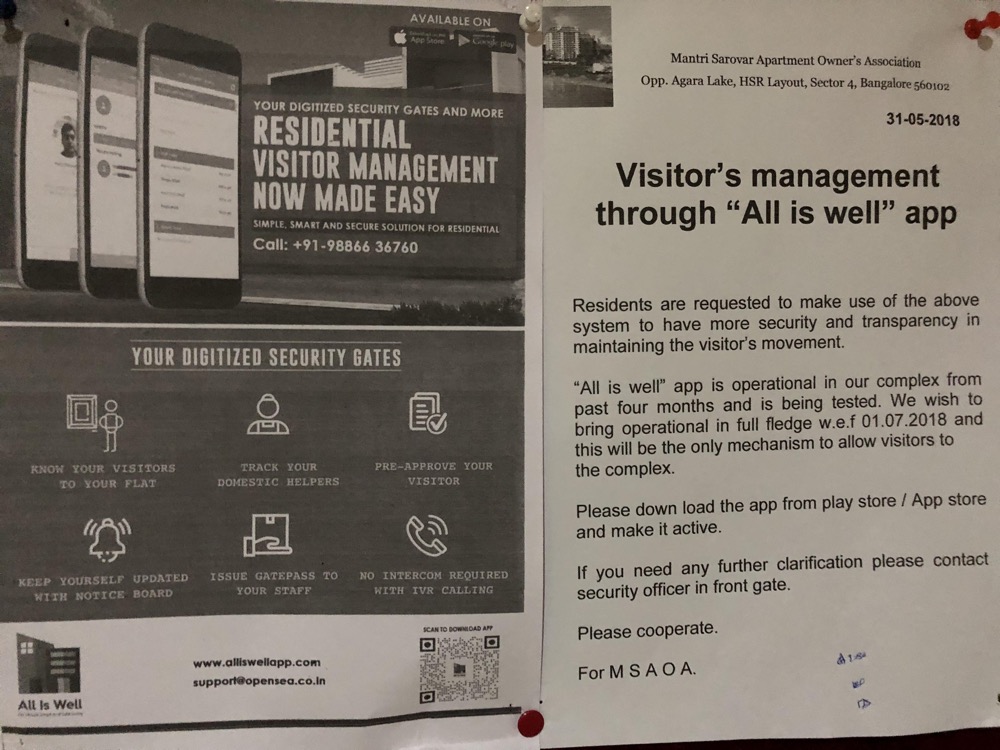 AVAILABLE ON
App Store
Google play
YOUR DIGITIZED SECURITY GATES AND MORE
RESIDENTIAL
VISITOR MANAGEMENT
NOW MADE EASY
SIMPLE, SMART AND SECURE SOLUTION FOR RESIDENTIAL
Call: +91-98866 36760
YOUR DIGITIZED SECURITY GATES
KNOW YOUR VISITORS
TO YOUR FLAT
TRACK YOUR
DOMESTIC HELPERS
PRE-APPROVE YOUR
VISITOR
KEEP YOURSELF UPDATED
WITH NOTICE BOARD
ISSUE GATEPASS TO
YOUR STAFF
NO INTERCOM REQUIRED
WITH IVR CALLING
All Is Well
www.alliswellapp.com
support@opensea.co.in
SCAN TO DOWNLOAD APP
Mantri Sarovar Apartment Owner's Association
Opp. Agara Lake, HSR Layout, Sector 4, Bangalore 560102
31-05-2018
Visitor's management
through "All is well" app
Residents are requested to make use of the above
system to have more security and transparency in
maintaining the visitor's movement.
"All is well" app is operational in our complex from
past four months and is being tested. We wish to
bring operational in full fledge w.e.f 01.07.2018 and
this will be the only mechanism to allow visitors to
the complex.
Please down load the app from play store / App store
and make it active.
If you need any further clarification please contact
security officer in front gate.
Please cooperate.
For M S A O A.